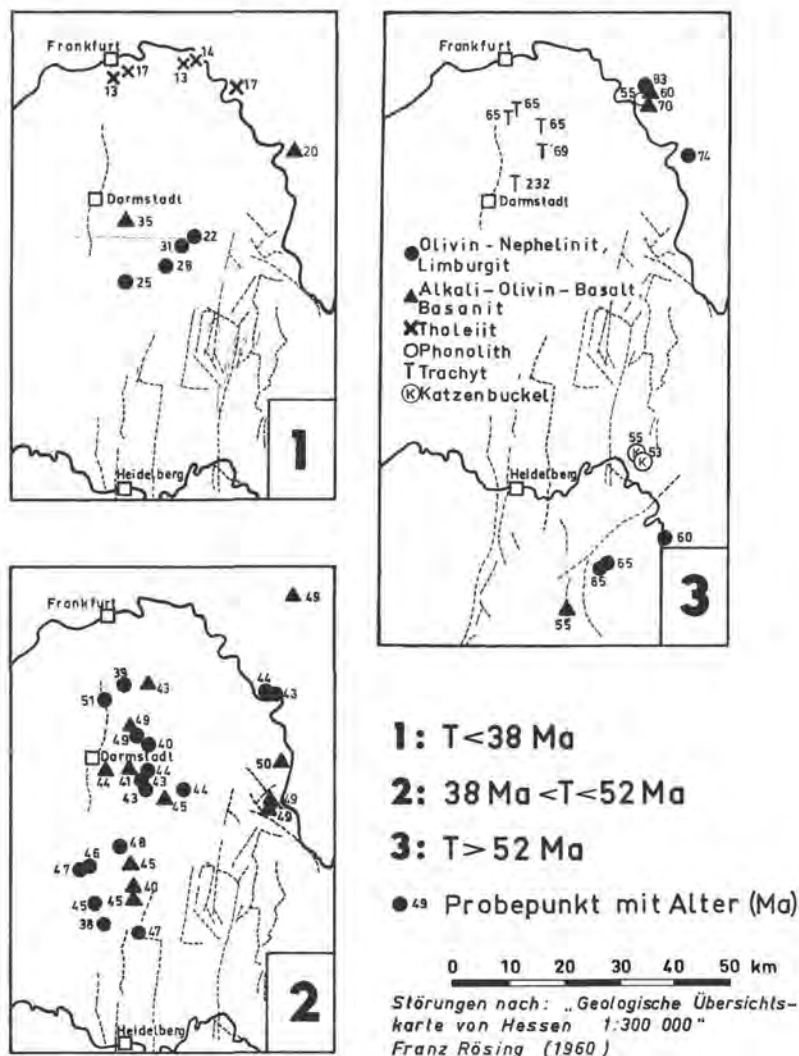 Frankfurt
14
13
17
13
17
20
Darmstadt
35
22
31
28
25
Heidelberg
1
Frankfurt
83
55
60
70
65
65
65
69
74
232
Darmstadt
Olivin-Nephelinit,
Limburgit
Alkali-Olivin-Basalt
Basanit
Tholeiit
Phonolith
T Trachyt
K Katzenbuckel
55
K
53
K
Heidelberg
60
65
65
55
3
Frankfurt
49
39
43
51
44
43
49
49
40
Darmstadt
50
44
41
44
43
43
44
45
49
49
48
46
45
47
40
45
45
38
47
Heidelberg
2
1: T<38 Ma
2: 38 Ma <T<52 Ma
3: T> 52 Ma
49 Probepunkt mit Alter (Ma)
0 10 20 30 40 50 km
Störungen nach: „Geologische Übersichts-
karte von Hessen 1:300 000"
Franz Rösing (1960)